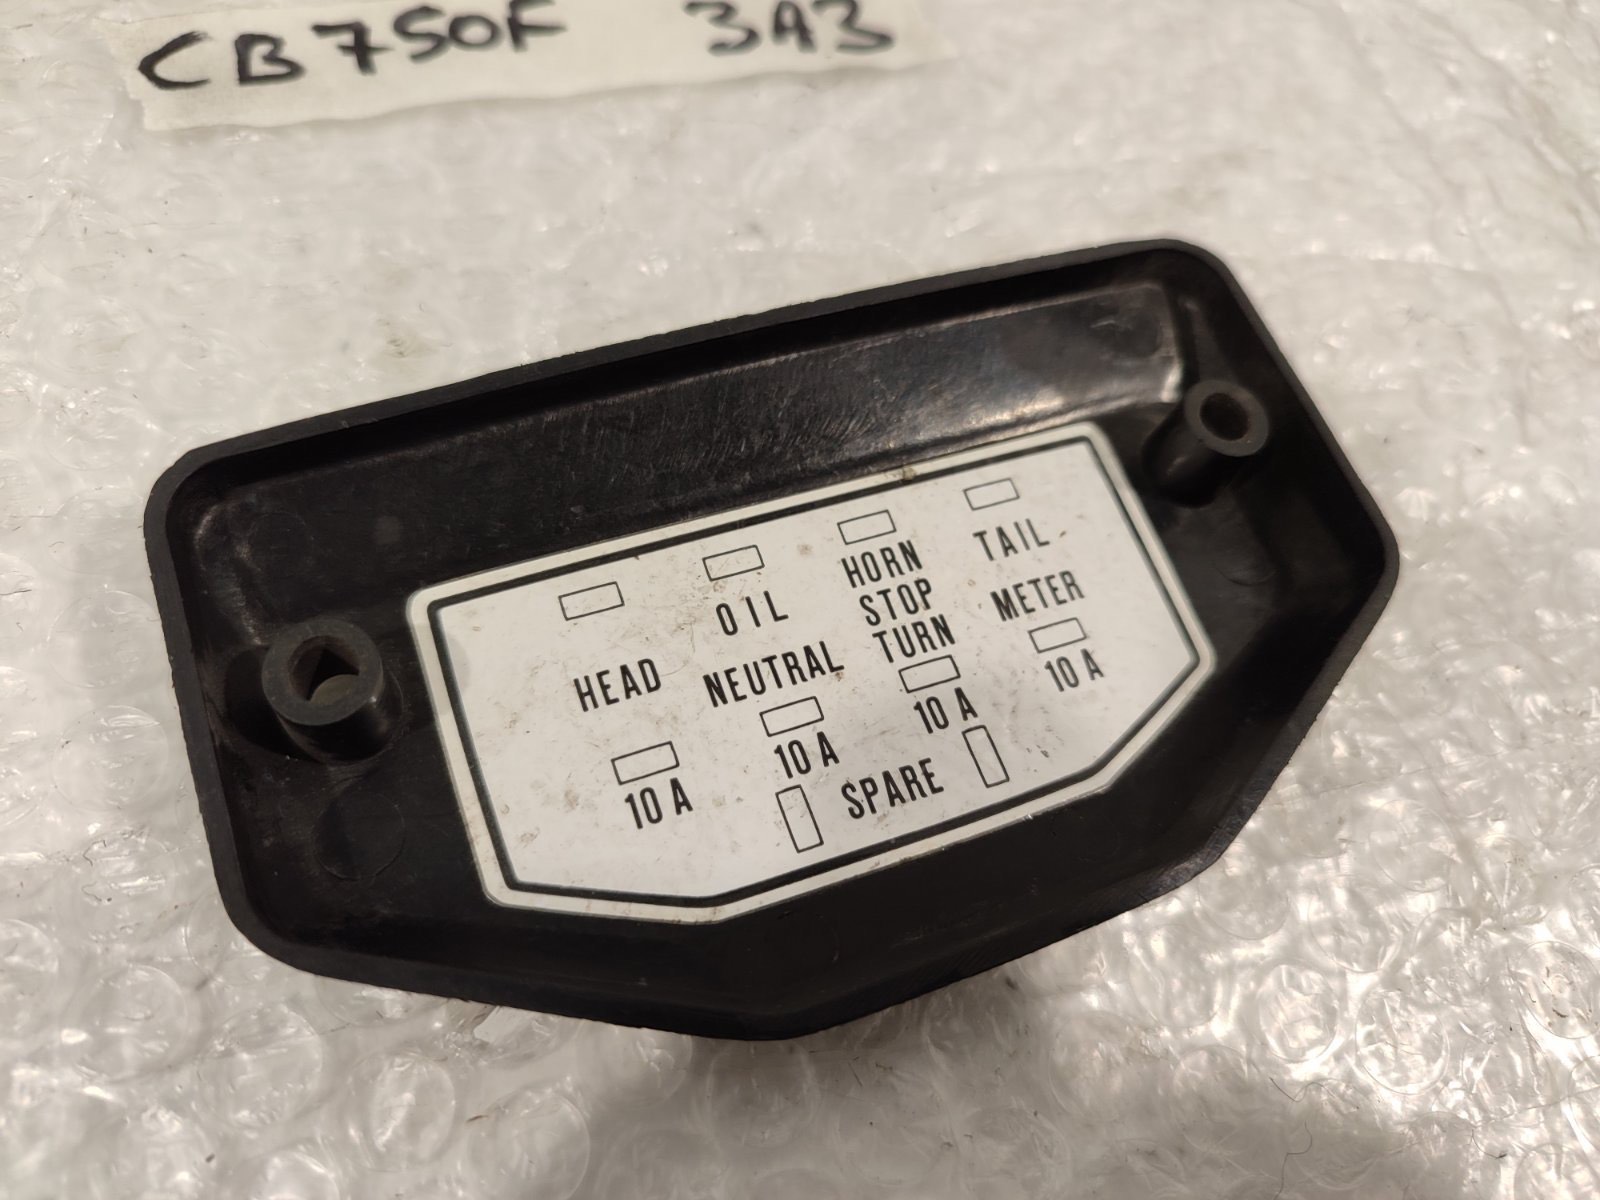 CB750F 3A3
HEAD
OIL
NEUTRAL
HORN
STOP
TURN
TAIL
METER
10 A
10 A
10 A
10 A
SPARE